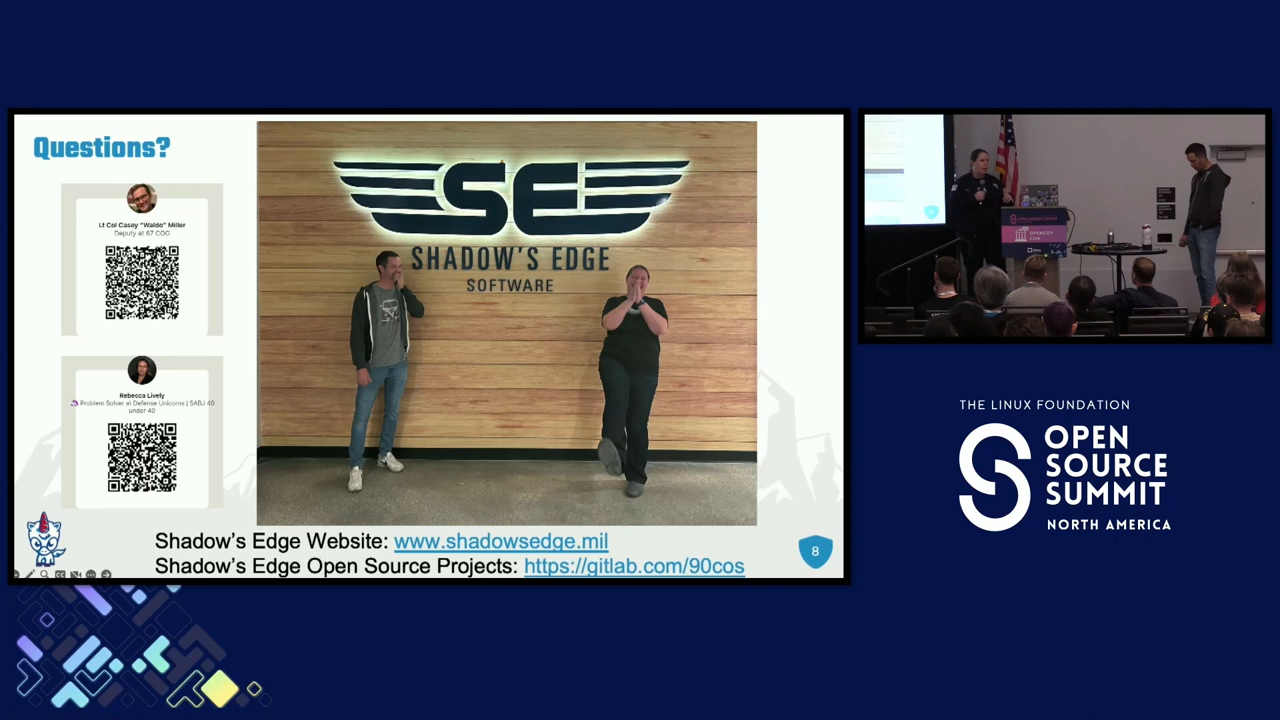 Questions?
Lt Col Casey "Waldo" Miller
Deputy at 67 COG
Rebecca Lively
🦄 Problem Solver at Defense Unicorns | SABJ 40
under 40
SE
SHADOW'S EDGE
SOFTWARE
Shadow's Edge Website: www.shadowsedge.mil
Shadow's Edge Open Source Projects: https://gitlab.com/90cos
8
OPENGOV
CON
THE LINUX FOUNDATION
OPEN
SOURCE
SUMMIT
NORTH AMERICA